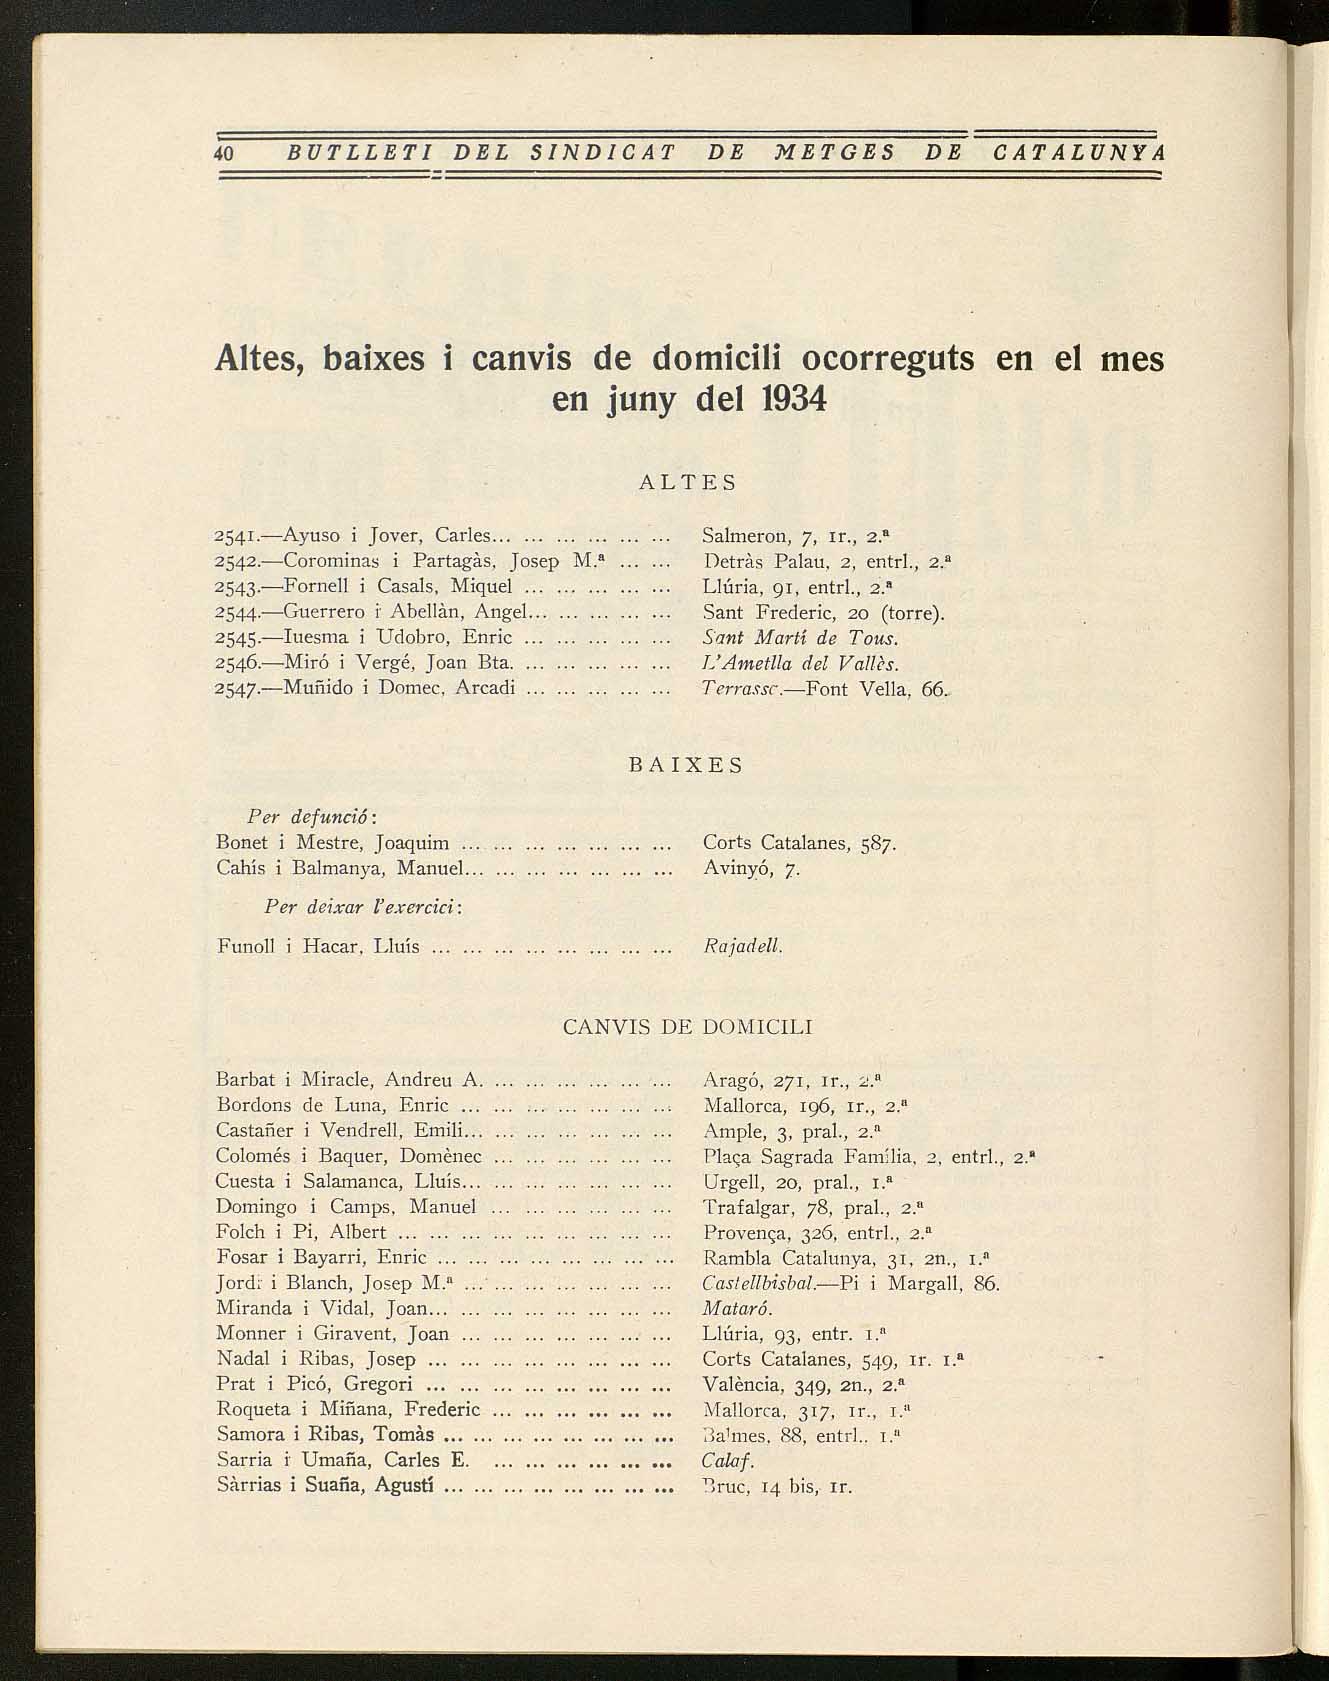 40 BUTLLETI DEL SINDICAT DE METGES DE CATALUNYA
Altes, baixes i canvis de domicili ocorreguts en el mes
en juny del 1934
ALTES
2541.—Ayuso i Jover, Carles... ... ... ... ... ... Salmeron, 7, 1r., 2.ª
2542.—Corominas i Partagàs, Josep M.ª ... ... Detràs Palau, 2, entrl., 2.ª
2543.—Fornell i Casals, Miquel ... ... ... ... ... Llúria, 91, entrl., 2.ª
2544.—Guerrero i Abellàn, Angel... ... ... ... ... Sant Frederic, 20 (torre).
2545.—Iuesma i Udobro, Enric ... ... ... ... ... Sant Martí de Tous.
2546.—Miró i Vergé, Joan Bta. ... ... ... ... ... L'Ametlla del Vallès.
2547.—Muñido i Domec, Arcadi ... ... ... ... ... Terrassc.—Font Vella, 66.
BAIXES
Per defunció:
Bonet i Mestre, Joaquim ... ... ... ... ... ... ... Corts Catalanes, 587.
Cahís i Balmanya, Manuel... ... ... ... ... ... ... Avinyó, 7.
Per deixar l'exercici:
Funoll i Hacar, Lluís ... ... ... ... ... ... ... ... Rajadell.
CANVIS DE DOMICILI
Barbat i Miracle, Andreu A. ... ... ... ... ... ... Aragó, 271, 1r., 2.ª
Bordons de Luna, Enric ... ... ... ... ... ... ... Mallorca, 196, 1r., 2.ª
Castañer i Vendrell, Emili... ... ... ... ... ... ... Ample, 3, pral., 2.ª
Colomés i Baquer, Domènec ... ... ... ... ... ... Plaça Sagrada Família, 2, entrl., 2.ª
Cuesta i Salamanca, Lluís... ... ... ... ... ... ... Urgell, 20, pral., 1.ª
Domingo i Camps, Manuel ... ... ... ... ... ... Trafalgar, 78, pral., 2.ª
Folch i Pi, Albert ... ... ... ... ... ... ... ... ... Provença, 326, entrl., 2.ª
Fosar i Bayarri, Enric ... ... ... ... ... ... ... ... Rambla Catalunya, 31, 2n., 1.ª
Jordi i Blanch, Josep M.ª ... ... ... ... ... ... ... Castellbisbal.—Pi i Margall, 86.
Miranda i Vidal, Joan... ... ... ... ... ... ... ... Mataró.
Monner i Giravent, Joan ... ... ... ... ... ... ... Llúria, 93, entr. 1.ª
Nadal i Ribas, Josep ... ... ... ... ... ... ... ... Corts Catalanes, 549, 1r. 1.ª
Prat i Picó, Gregori ... ... ... ... ... ... ... ... València, 349, 2n., 2.ª
Roqueta i Miñana, Frederic ... ... ... ... ... ... Mallorca, 317, 1r., 1.ª
Samora i Ribas, Tomàs ... ... ... ... ... ... ... ... Balmes, 88, entrl., 1.ª
Sarria i Umaña, Carles E. ... ... ... ... ... ... Calaf.
Sàrrias i Suaña, Agustí ... ... ... ... ... ... ... ... Bruc, 14 bis, 1r.